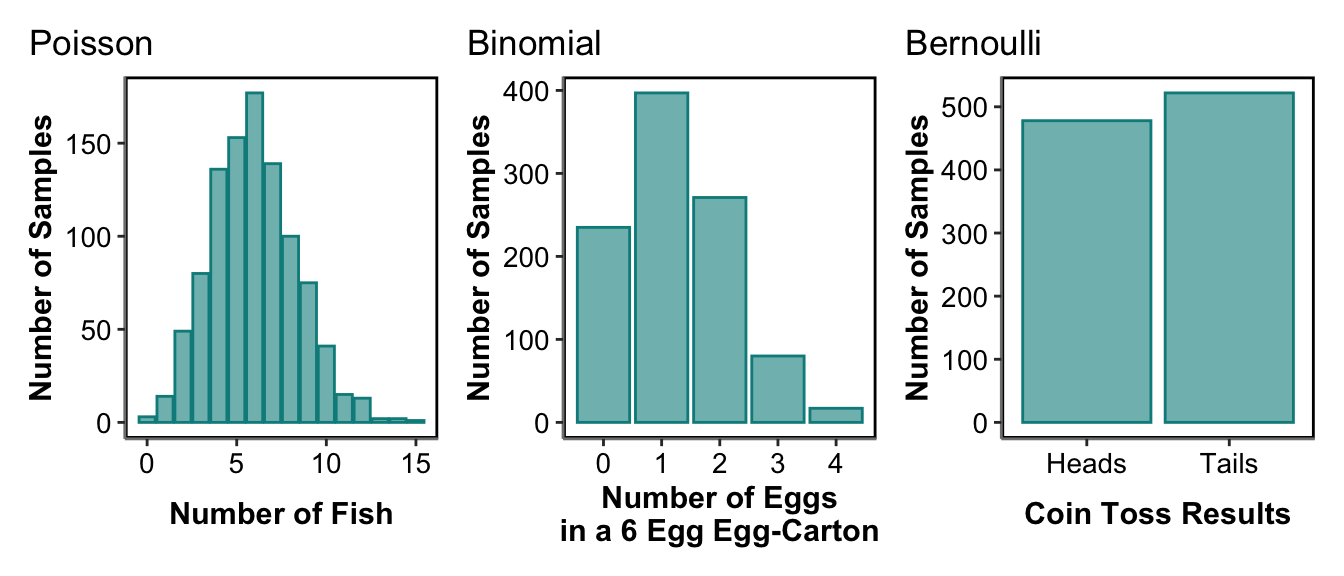 Poisson
Number of Samples
150
100
50
0
0 5 10 15
Number of Fish
Binomial
Number of Samples
400
300
200
100
0
0 1 2 3 4
Number of Eggs
in a 6 Egg Egg-Carton
Bernoulli
Number of Samples
500
400
300
200
100
0
Heads Tails
Coin Toss Results